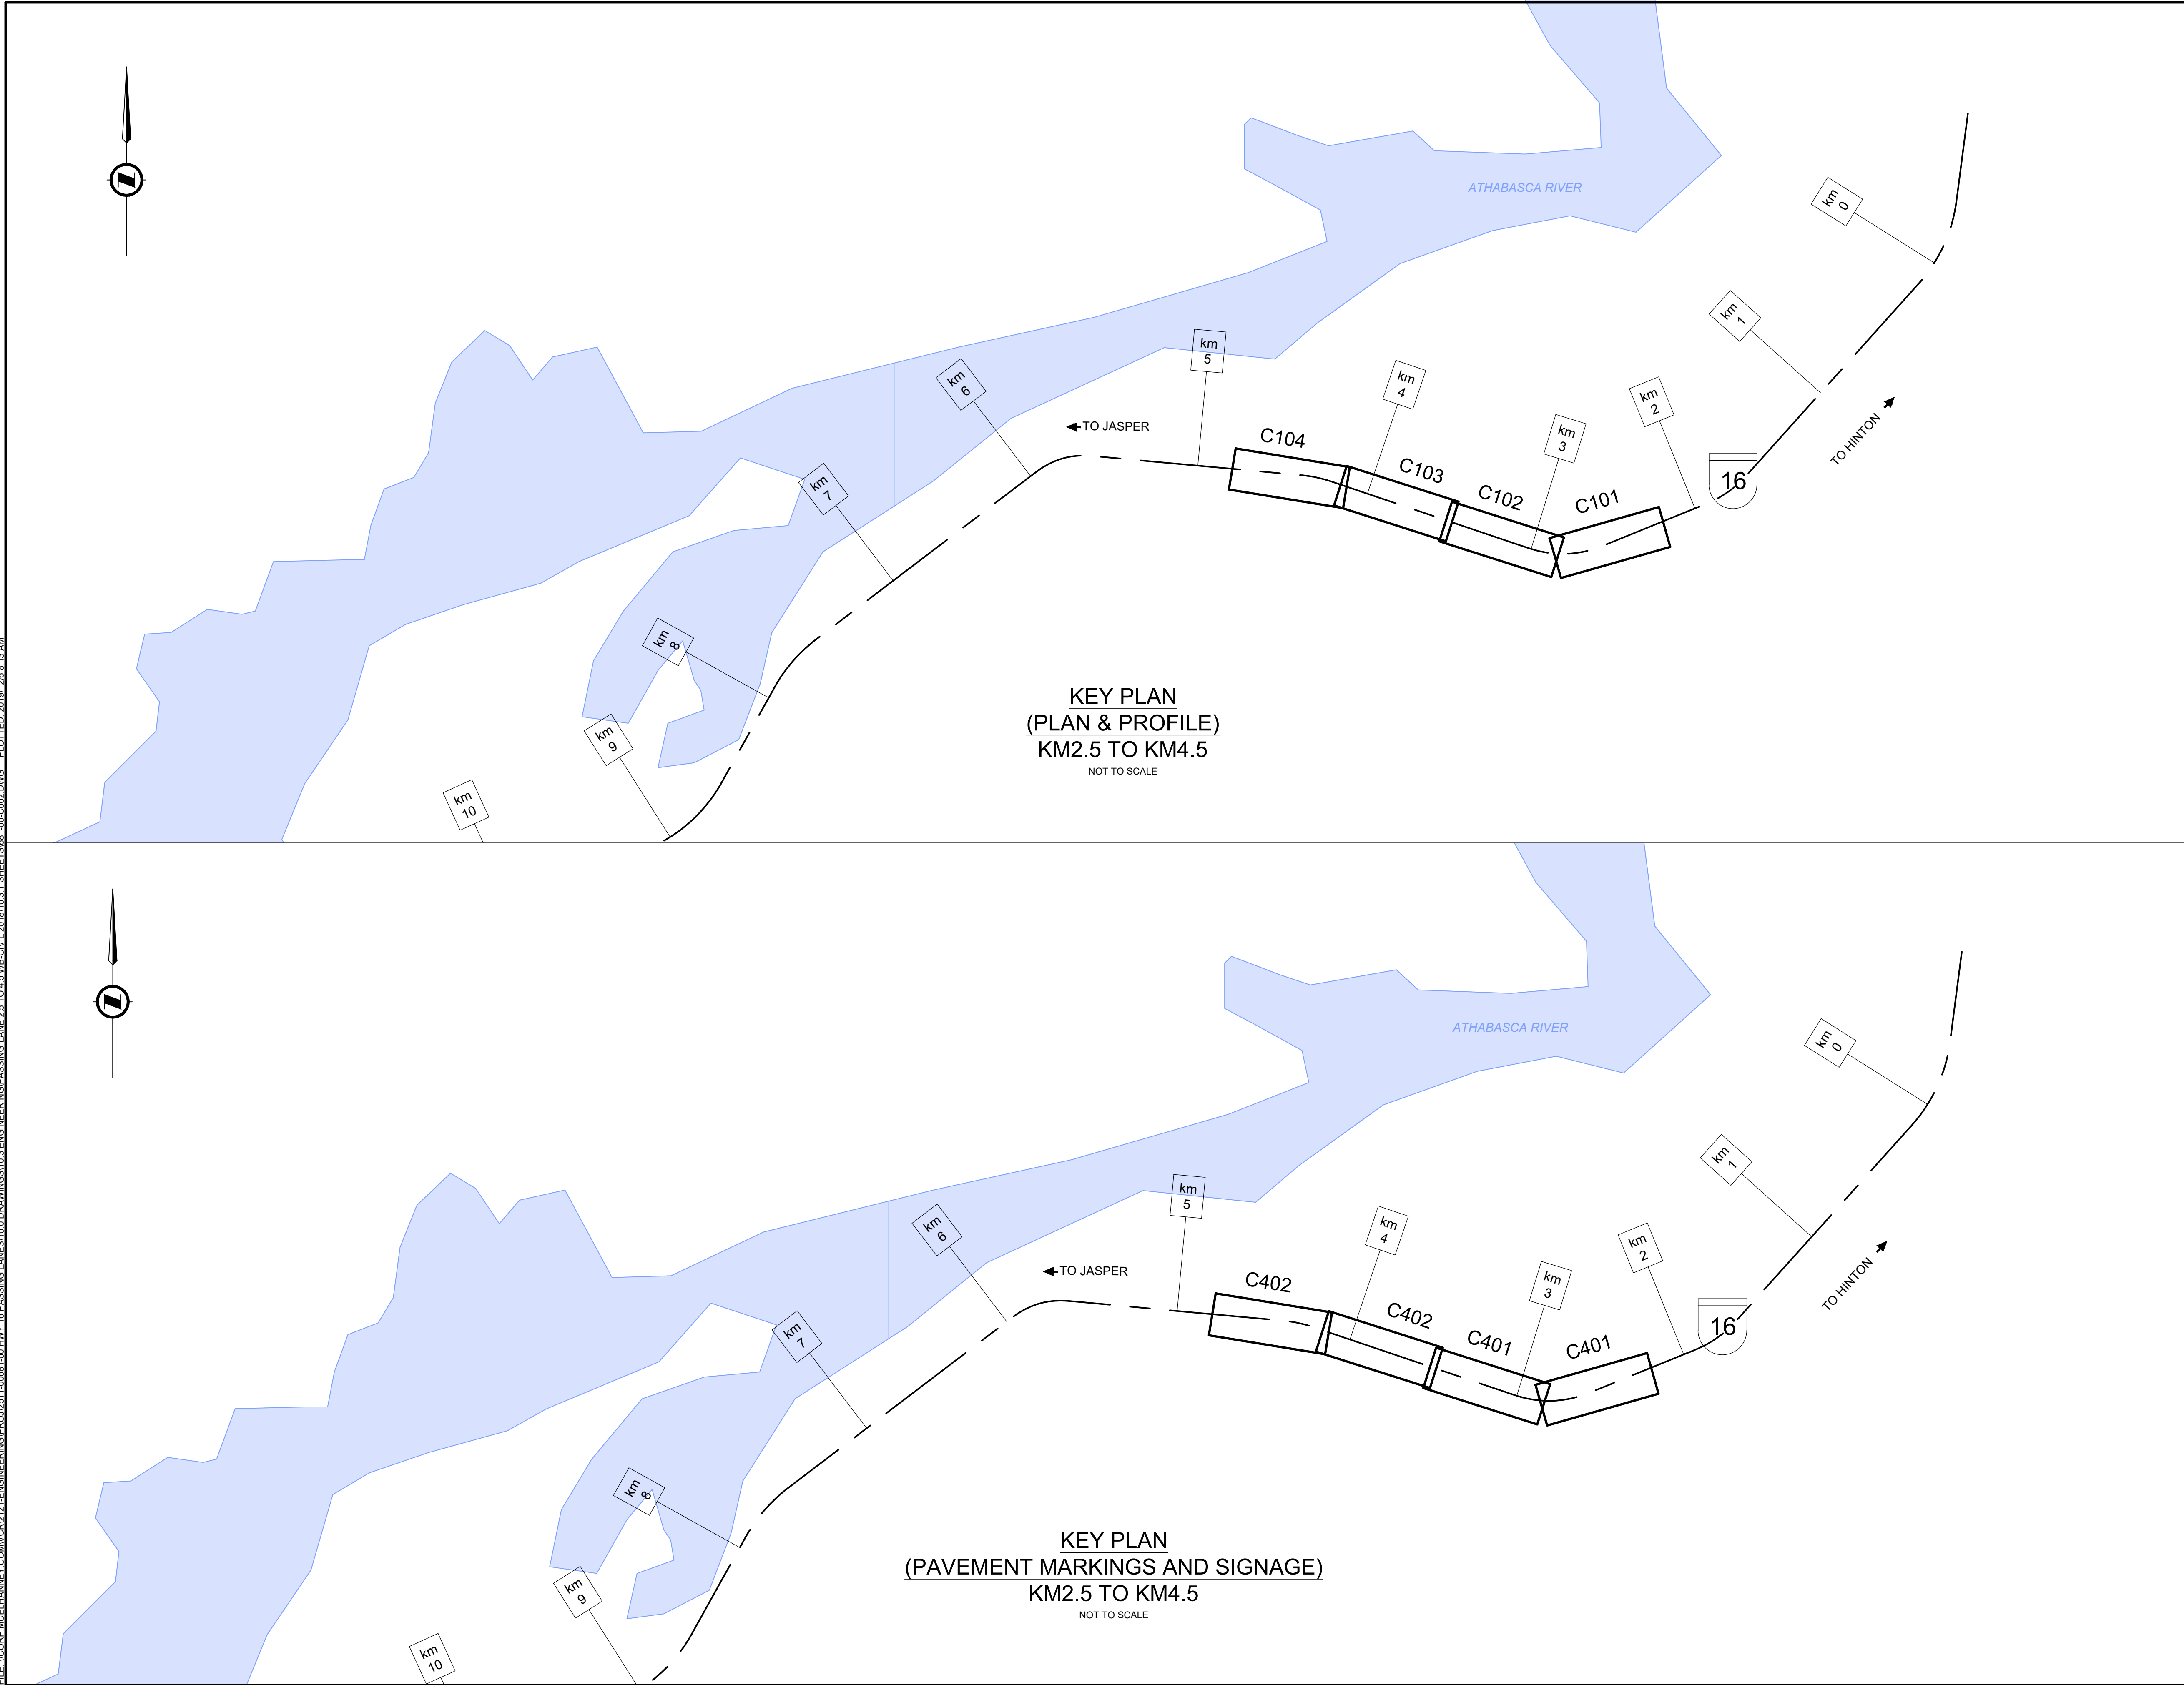 ATHABASCA RIVER
km
0
km
1
km
5
km
6
km
4
km
2
km
3
TO JASPER
TO HINTON
C104
C103
C102
C101
16
km
7
km
8
km
9
km
10
KEY PLAN
(PLAN & PROFILE)
KM2.5 TO KM4.5
NOT TO SCALE
ATHABASCA RIVER
km
0
km
1
km
5
km
6
km
4
km
2
km
3
TO JASPER
TO HINTON
C402
C402
C401
C401
16
km
7
km
8
km
9
km
10
KEY PLAN
(PAVEMENT MARKINGS AND SIGNAGE)
KM2.5 TO KM4.5
NOT TO SCALE